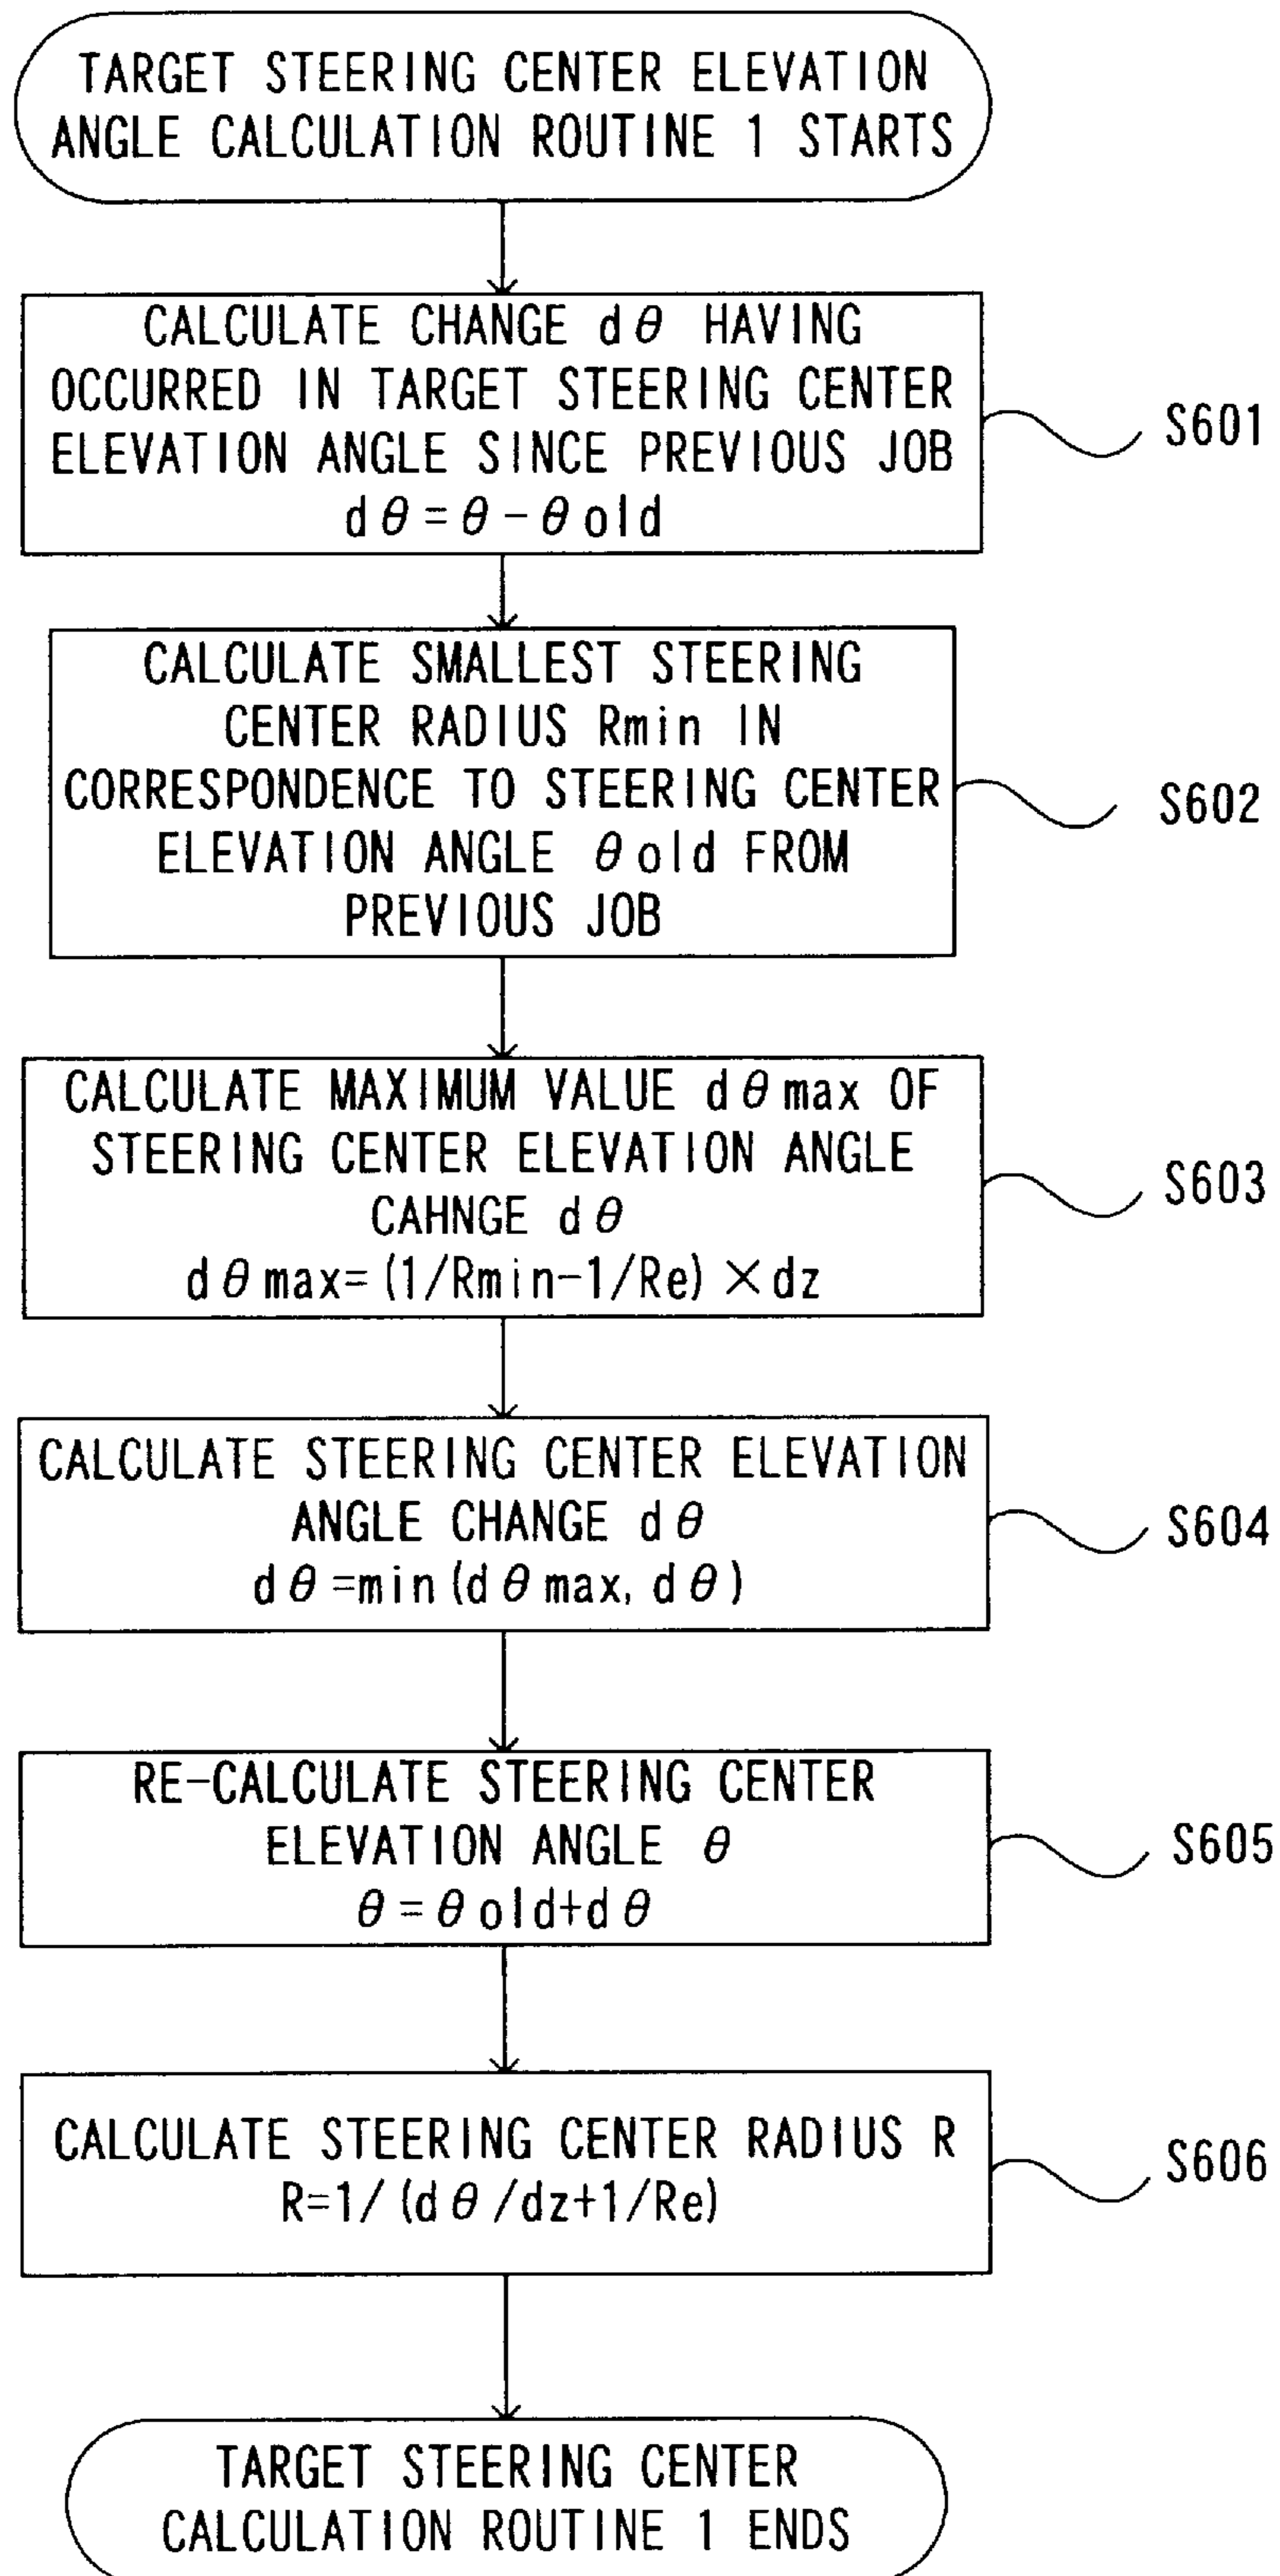 TARGET STEERING CENTER ELEVATION
ANGLE CALCULATION ROUTINE 1 STARTS
CALCULATE CHANGE dθ HAVING
OCCURRED IN TARGET STEERING CENTER
ELEVATION ANGLE SINCE PREVIOUS JOB
dθ=θ-θold
S601
CALCULATE SMALLEST STEERING
CENTER RADIUS Rmin IN
CORRESPONDENCE TO STEERING CENTER
ELEVATION ANGLE θold FROM
PREVIOUS JOB
S602
CALCULATE MAXIMUM VALUE dθmax OF
STEERING CENTER ELEVATION ANGLE
CAHNGE dθ
dθmax=(1/Rmin-1/Re)×dz
S603
CALCULATE STEERING CENTER ELEVATION
ANGLE CHANGE dθ
dθ=min(dθmax, dθ)
S604
RE-CALCULATE STEERING CENTER
ELEVATION ANGLE θ
θ=θold+dθ
S605
CALCULATE STEERING CENTER RADIUS R
R=1/(dθ/dz+1/Re)
S606
TARGET STEERING CENTER
CALCULATION ROUTINE 1 ENDS